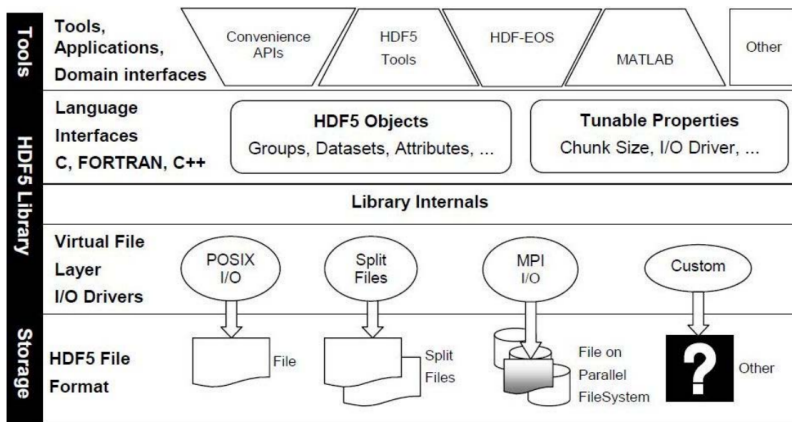 Tools
HDF5 Library
Storage
Tools,
Applications,
Domain interfaces
Convenience
APIs
HDF5
Tools
HDF-EOS
MATLAB
Other
Language
Interfaces
C, FORTRAN, C++
HDF5 Objects
Groups, Datasets, Attributes, ...
Tunable Properties
Chunk Size, I/O Driver, ...
Library Internals
Virtual File
Layer
I/O Drivers
POSIX
I/O
Split
Files
MPI
I/O
Custom
HDF5 File
Format
File
Split
Files
File on
Parallel
FileSystem
?
Other